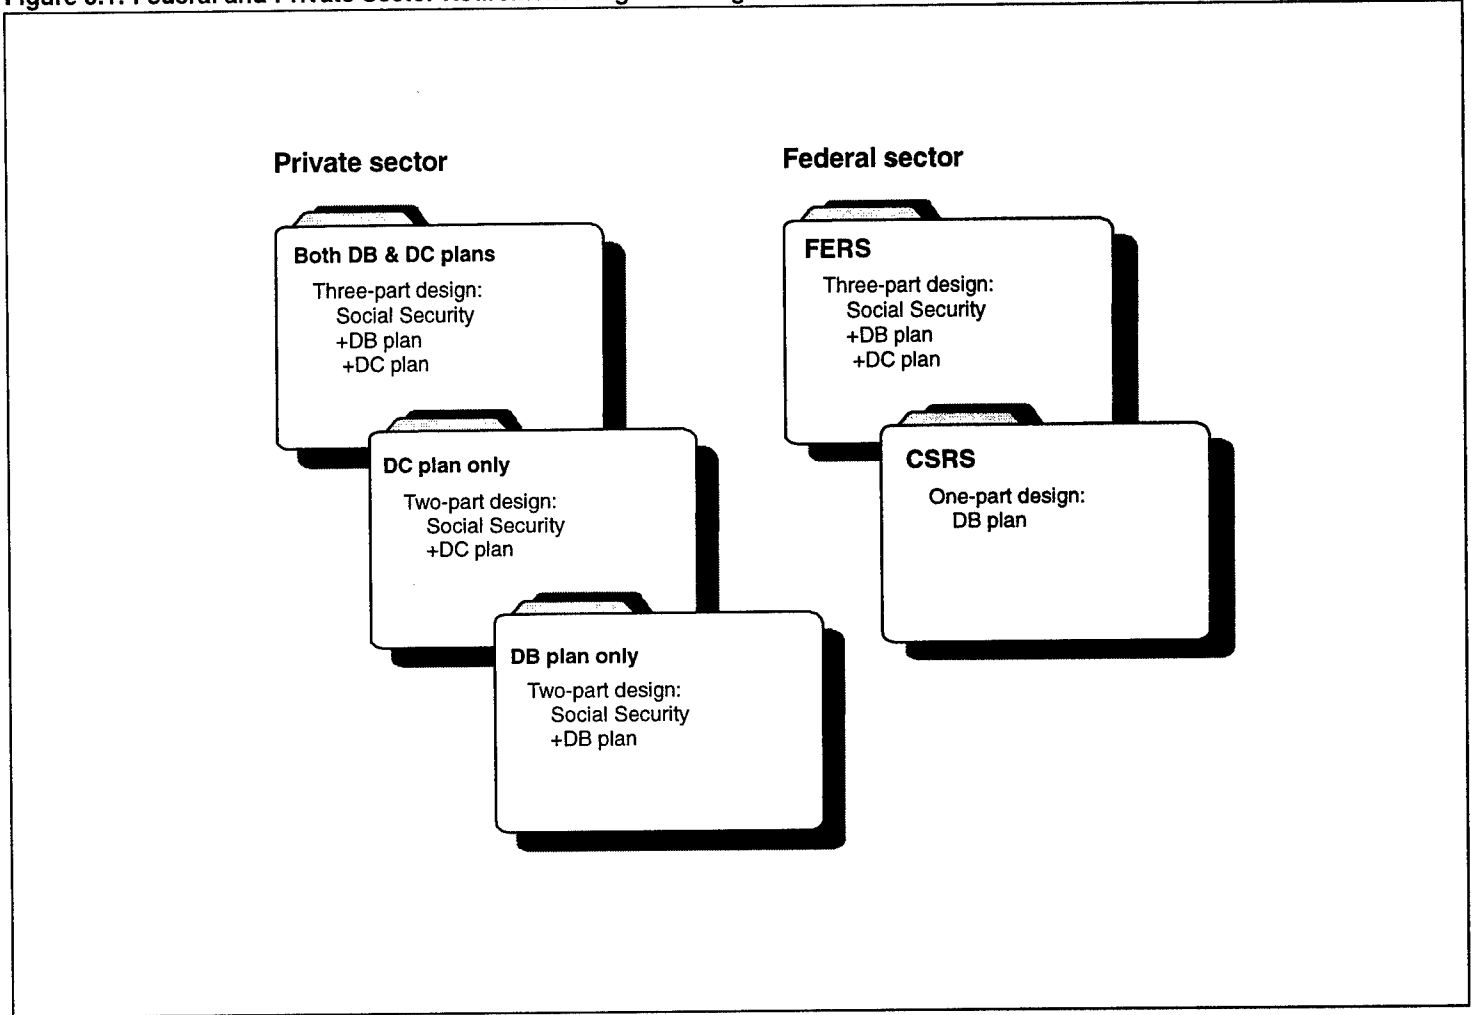 Private sector
Both DB & DC plans
Three-part design:
Social Security
+DB plan
+DC plan
DC plan only
Two-part design:
Social Security
+DC plan
DB plan only
Two-part design:
Social Security
+DB plan
Federal sector
FERS
Three-part design:
Social Security
+DB plan
+DC plan
CSRS
One-part design:
DB plan